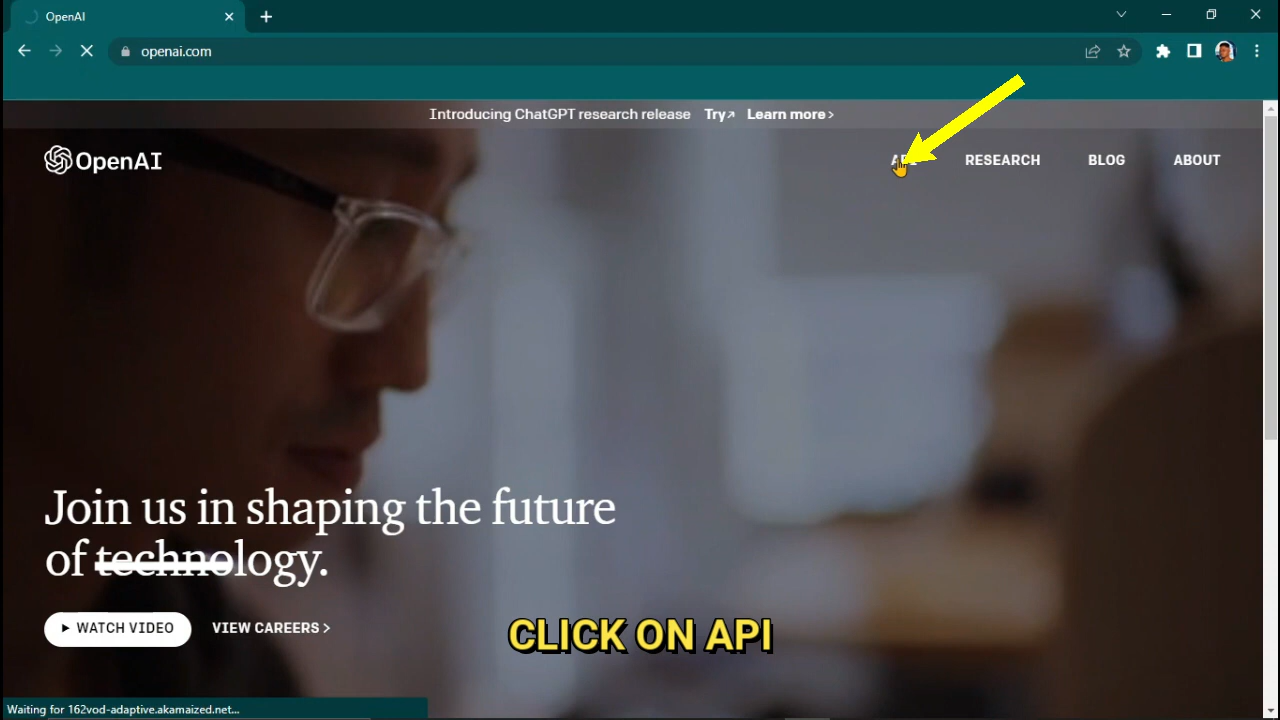 OpenAI
openai.com
Introducing ChatGPT research release Try↗ Learn more >
OpenAI
RESEARCH BLOG ABOUT
Join us in shaping the future
of technology.
WATCH VIDEO VIEW CAREERS >
CLICK ON API
Waiting for 162vod-adaptive.akamaized.net...